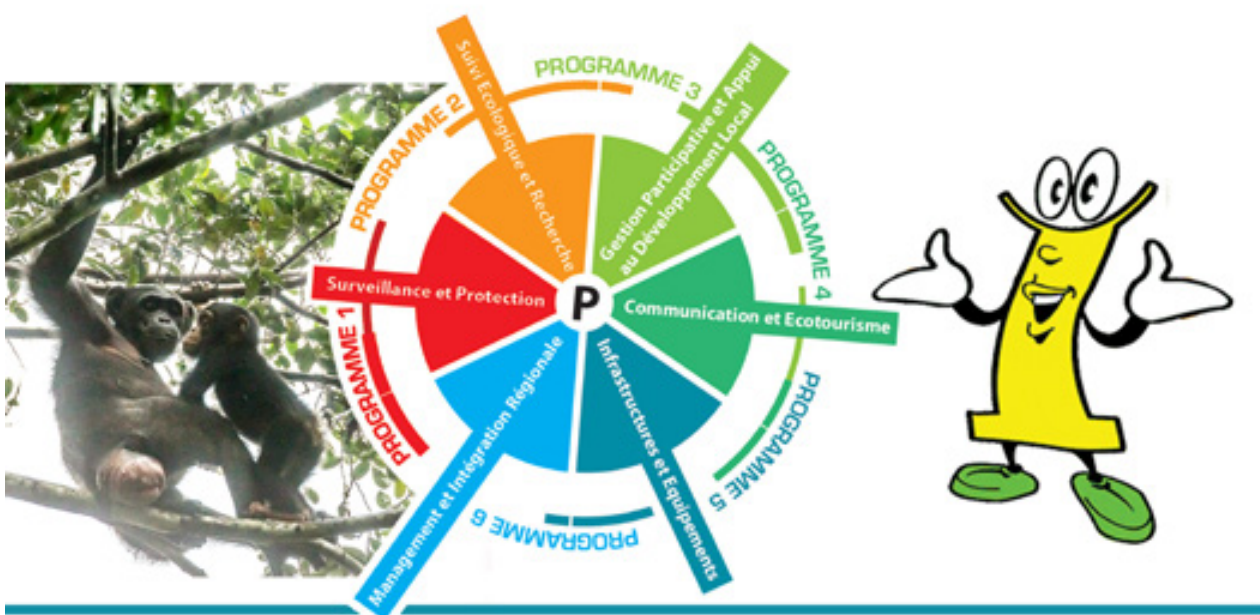 PROGRAMME 1
Surveillance et Protection
PROGRAMME 2
Suivi Ecologique et Recherche
PROGRAMME 3
Gestion Participative et Appui
au Développement Local
PROGRAMME 4
Communication et Ecotourisme
PROGRAMME 5
Infrastructures et Equipements
PROGRAMME 6
Management et Intégration Régionale
P